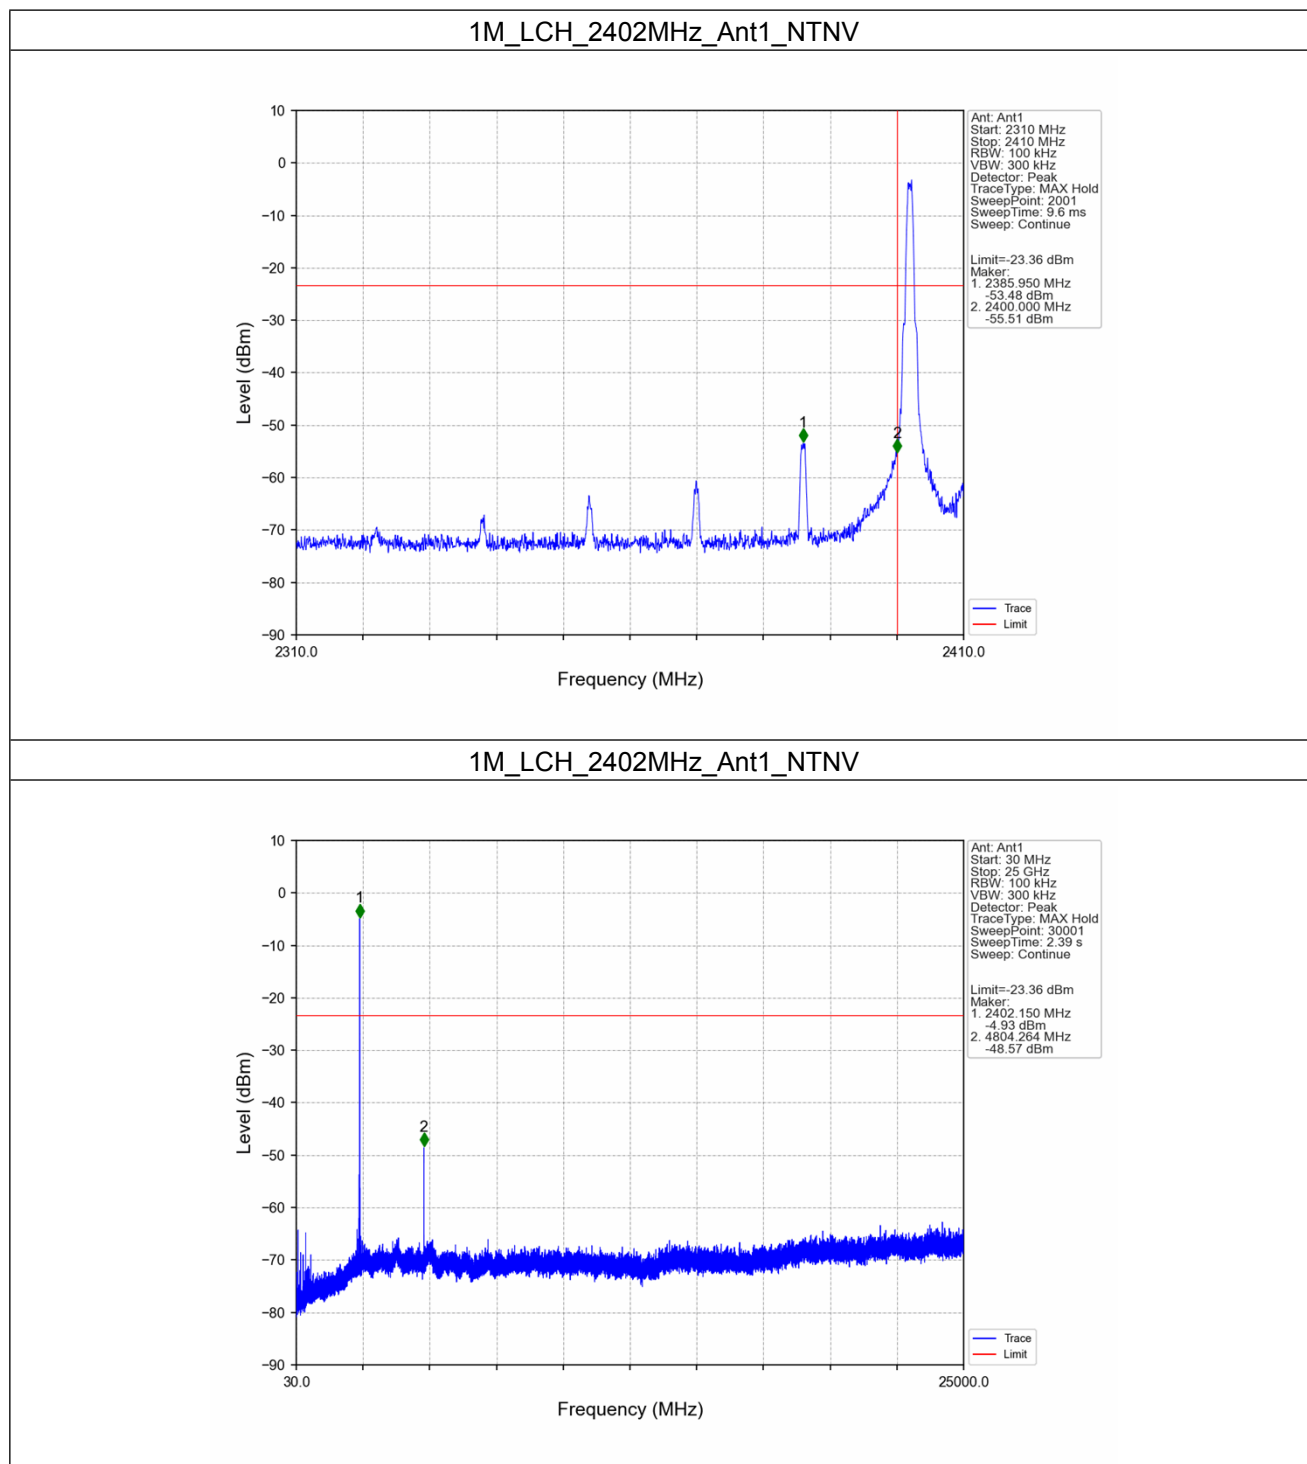 1M_LCH_2402MHz_Ant1_NTNV
10
0
−10
−20
−30
−40
−50
−60
−70
−80
−90
Level (dBm)
1
2
2310.0
2410.0
Frequency (MHz)
Ant: Ant1
Start: 2310 MHz
Stop: 2410 MHz
RBW: 100 kHz
VBW: 300 kHz
Detector: Peak
TraceType: MAX Hold
SweepPoint: 2001
SweepTime: 9.6 ms
Sweep: Continue
Limit=-23.36 dBm
Maker:
1. 2385.950 MHz
-53.48 dBm
2. 2400.000 MHz
-55.51 dBm
Trace
Limit
1M_LCH_2402MHz_Ant1_NTNV
10
0
−10
−20
−30
−40
−50
−60
−70
−80
−90
Level (dBm)
1
2
30.0
25000.0
Frequency (MHz)
Ant: Ant1
Start: 30 MHz
Stop: 25 GHz
RBW: 100 kHz
VBW: 300 kHz
Detector: Peak
TraceType: MAX Hold
SweepPoint: 30001
SweepTime: 2.39 s
Sweep: Continue
Limit=-23.36 dBm
Maker:
1. 2402.150 MHz
-4.93 dBm
2. 4804.264 MHz
-48.57 dBm
Trace
Limit